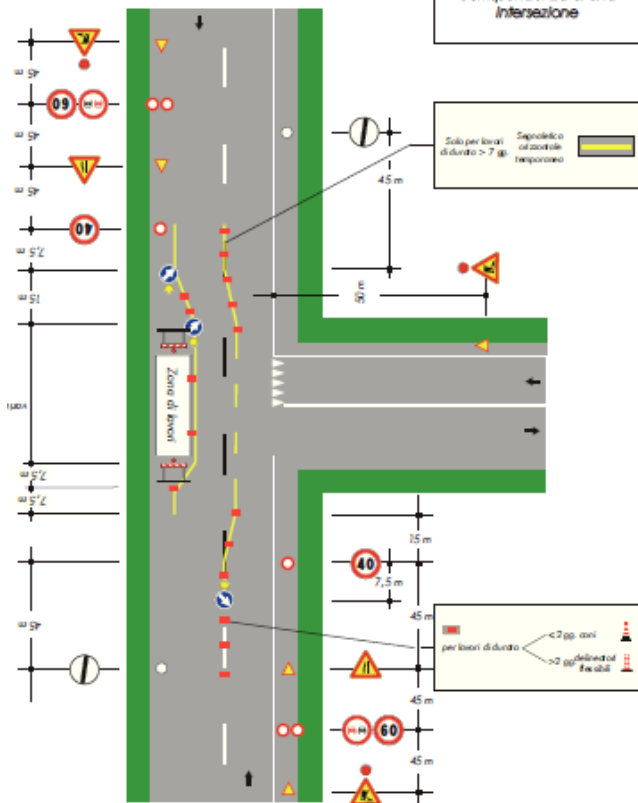 Intersezione
45 m
60
45 m
45 m
40
7,5 m
15 m
Zona di lavori
7,5 m
7,5 m
45 m
Solo per lavori
di durata > 7 gg.
Segnaletica
orizzontale
temporanea
45 m
50 m
15 m
40
7,5 m
45 m
per lavori di durata
<2 gg. coni
>2 gg. delineatori
flessibili
45 m
60
45 m